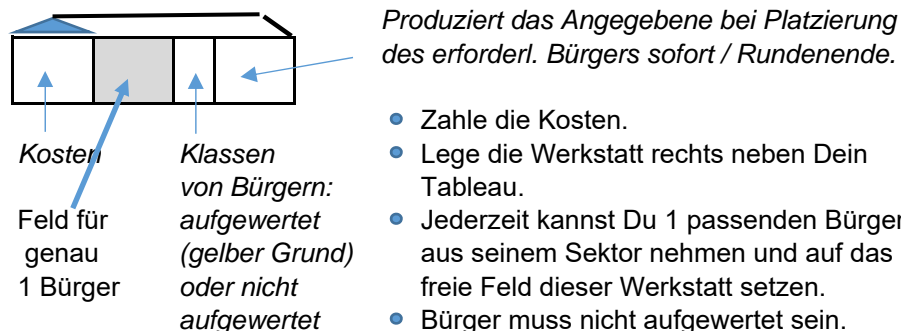 Produziert das Angegebene bei Platzierung
des erforderl. Bürgers sofort / Rundenende.
Kosten
Klassen
von Bürgern:
aufgewertet
(gelber Grund)
oder nicht
aufgewertet
Feld für
genau
1 Bürger
Zahle die Kosten.
Lege die Werkstatt rechts neben Dein
Tableau.
Jederzeit kannst Du 1 passenden Bürger
aus seinem Sektor nehmen und auf das
freie Feld dieser Werkstatt setzen.
Bürger muss nicht aufgewertet sein.